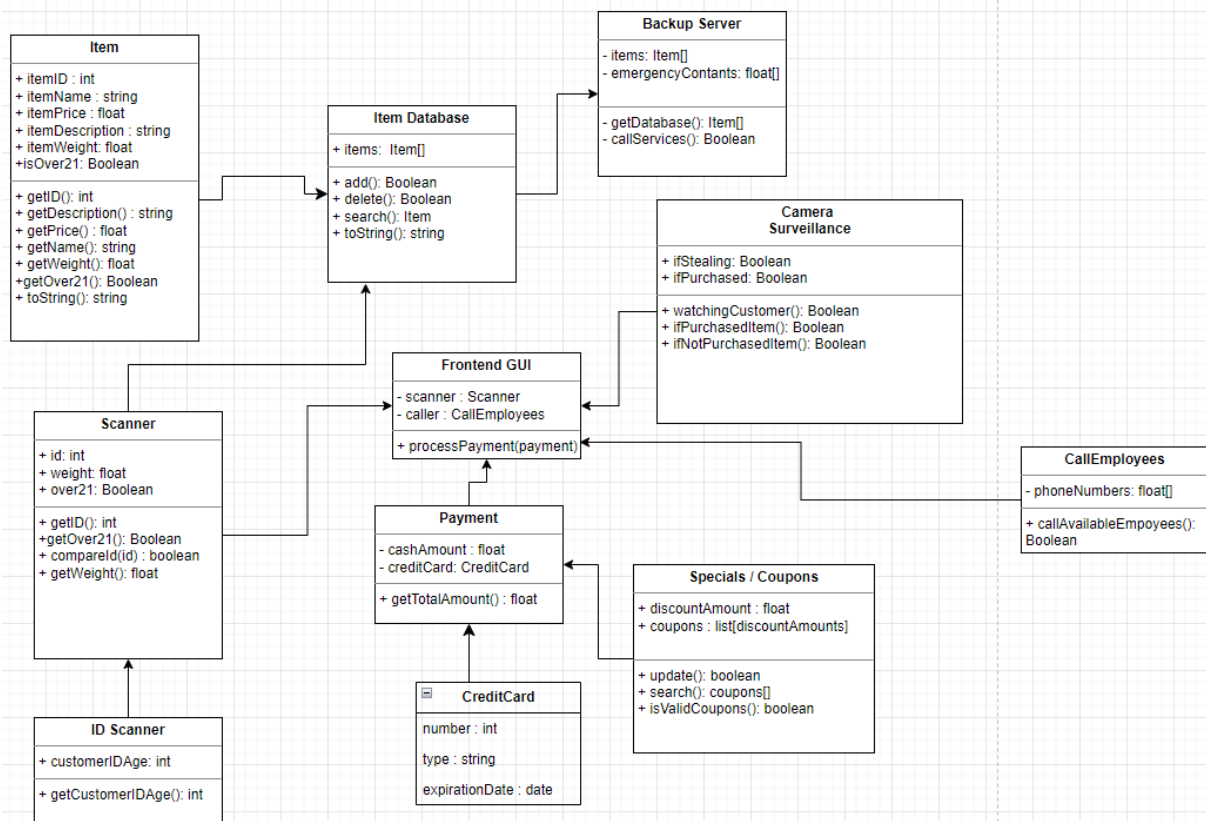 Item
+ itemID : int
+ itemName : string
+ itemPrice : float
+ itemDescription : string
+ itemWeight: float
+isOver21: Boolean
+ getID(): int
+ getDescription() : string
+ getPrice() : float
+ getName(): string
+ getWeight(): float
+getOver21(): Boolean
+ toString(): string
Item Database
+ items:  Item[]
+ add(): Boolean
+ delete(): Boolean
+ search(): Item
+ toString(): string
Backup Server
- items: Item[]
- emergencyContants: float[]
- getDatabase(): Item[]
- callServices(): Boolean
Camera
Surveillance
+ ifStealing: Boolean
+ ifPurchased: Boolean
+ watchingCustomer(): Boolean
+ ifPurchasedItem(): Boolean
+ ifNotPurchasedItem(): Boolean
Frontend GUI
- scanner : Scanner
- caller : CallEmployees
+ processPayment(payment)
Scanner
+ id: int
+ weight: float
+ over21: Boolean
+ getID(): int
+getOver21(): Boolean
+ compareId(id) : boolean
+ getWeight(): float
CallEmployees
- phoneNumbers: float[]
+ callAvailableEmpoyees():
Boolean
Payment
- cashAmount : float
- creditCard: CreditCard
+ getTotalAmount() : float
Specials / Coupons
+ discountAmount : float
+ coupons : list[discountAmounts]
+ update(): boolean
+ search(): coupons[]
+ isValidCoupons(): boolean
CreditCard
number : int
type : string
expirationDate : date
ID Scanner
+ customerIDAge: int
+ getCustomerIDAge(): int